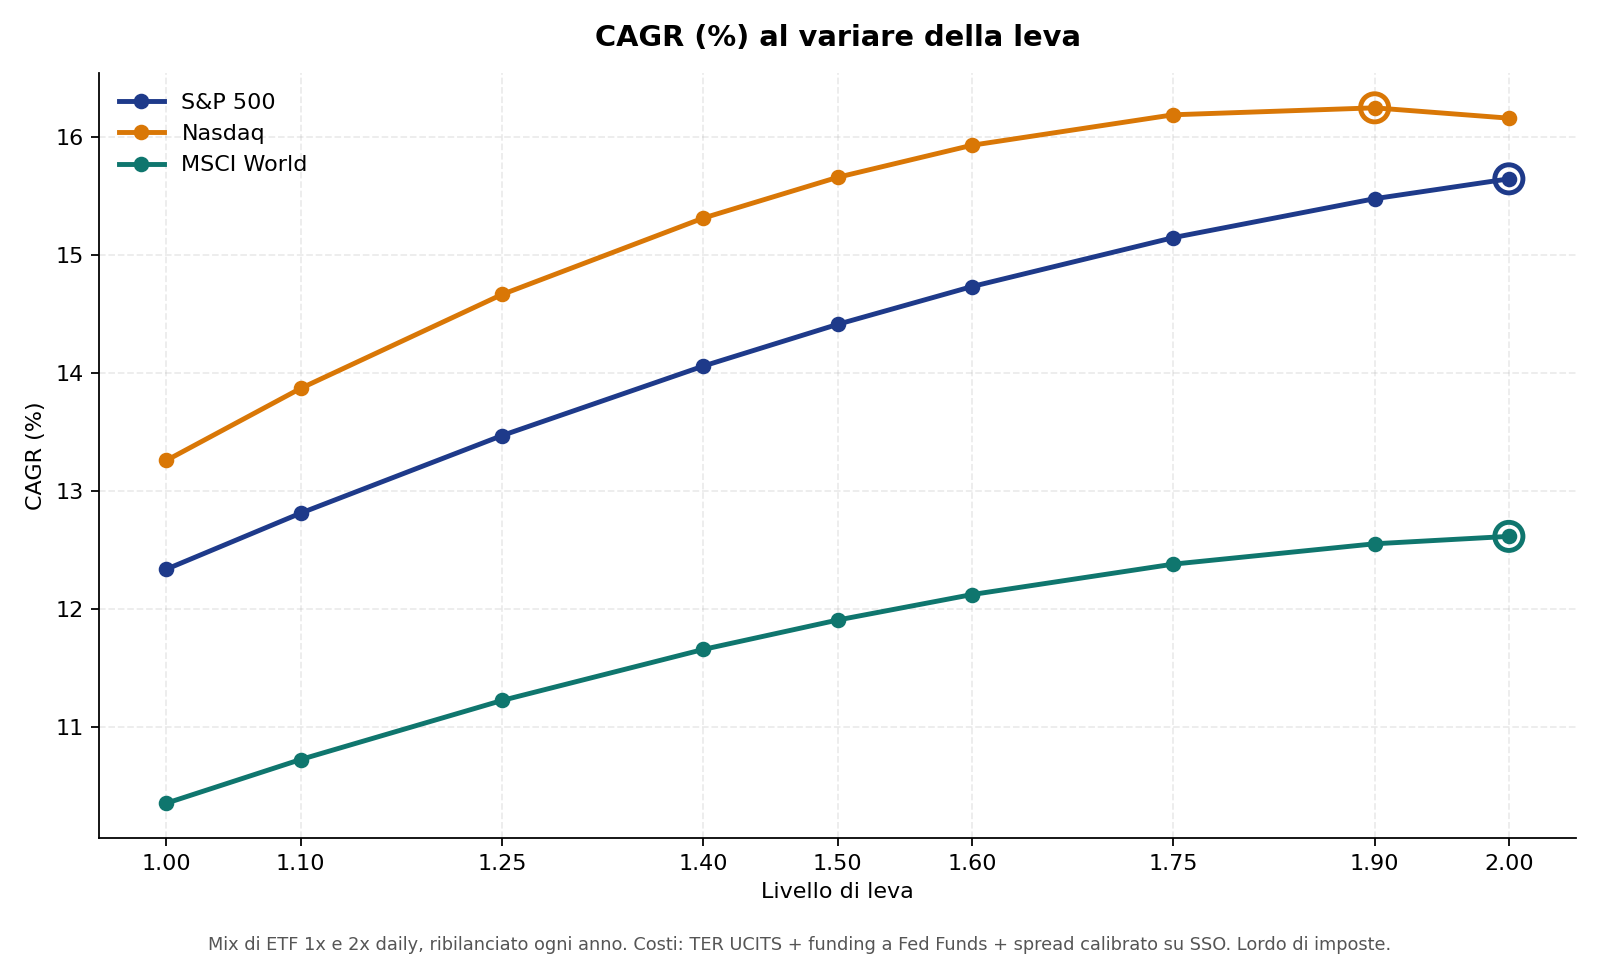 CAGR (%) al variare della leva
S&P 500
Nasdaq
MSCI World
CAGR (%)
16
15
14
13
12
11
1.00 1.10 1.25 1.40 1.50 1.60 1.75 1.90 2.00
Livello di leva
Mix di ETF 1x e 2x daily, ribilanciato ogni anno. Costi: TER UCITS + funding a Fed Funds + spread calibrato su SSO. Lordo di imposte.